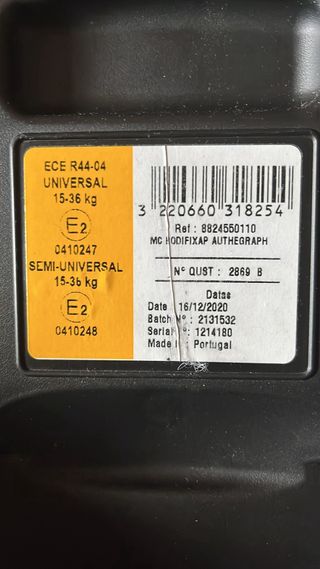 ECE R44-04
UNIVERSAL
15-36 kg
E2
0410247
SEMI-UNIVERSAL
15-36 kg
E2
0410248
3 220660 318254
Ref : 8824550110
MC RODIFIXAP AUTHEGRAPH
N° QUST : 2869 B
Datas
Date : 16/12/2020
Batch N° : 2131532
Serial N° : 1214180
Made in : Portugal